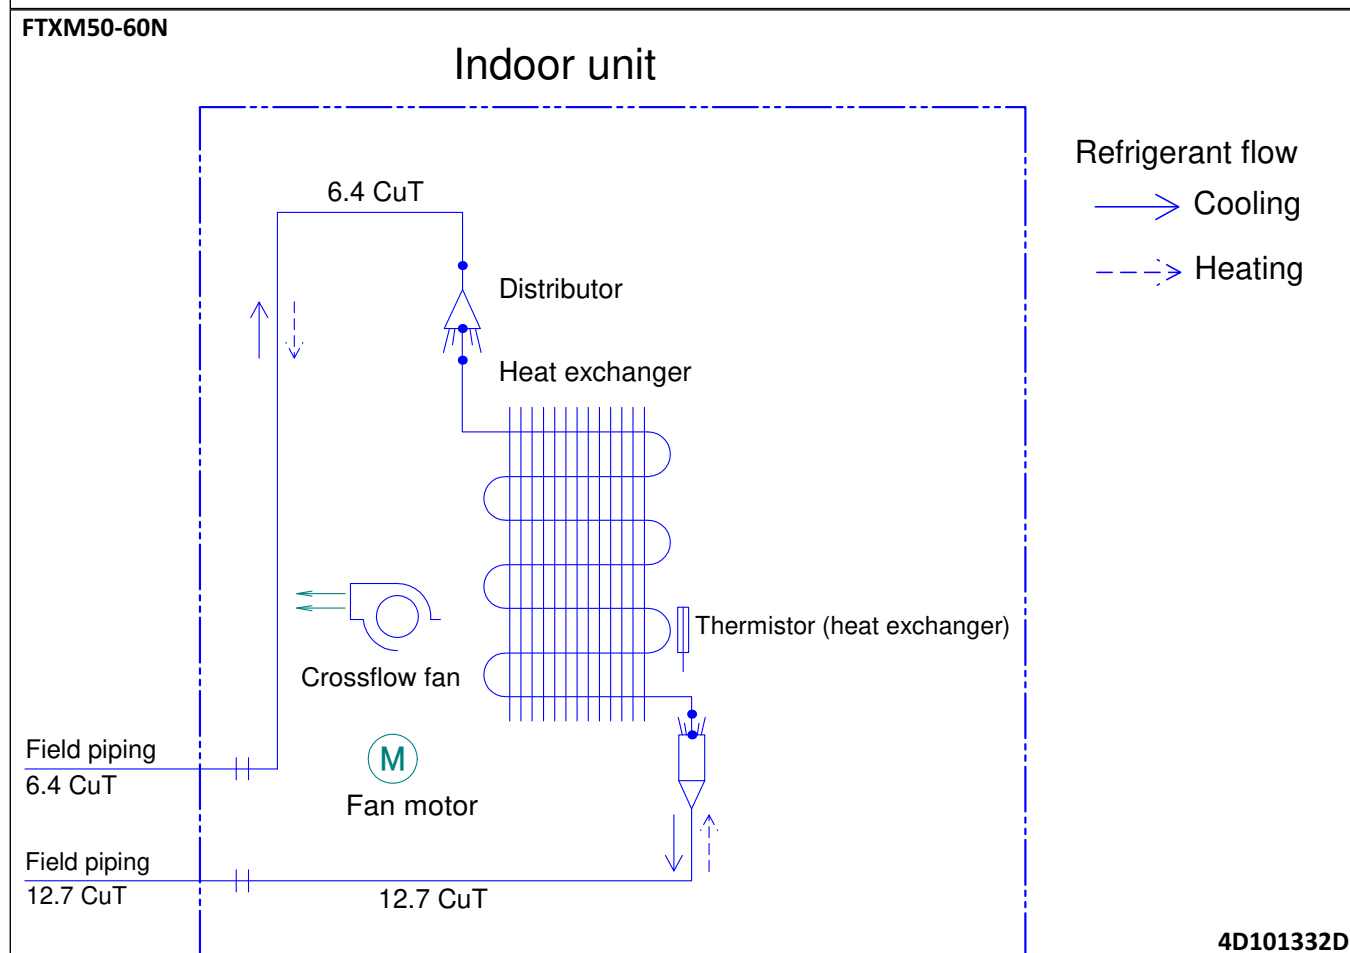 FTXM50-60N
Indoor unit
Refrigerant flow
Cooling
Heating
6.4 CuT
Distributor
Heat exchanger
Thermistor (heat exchanger)
Crossflow fan
M
Fan motor
Field piping
6.4 CuT
Field piping
12.7 CuT
12.7 CuT
4D101332D